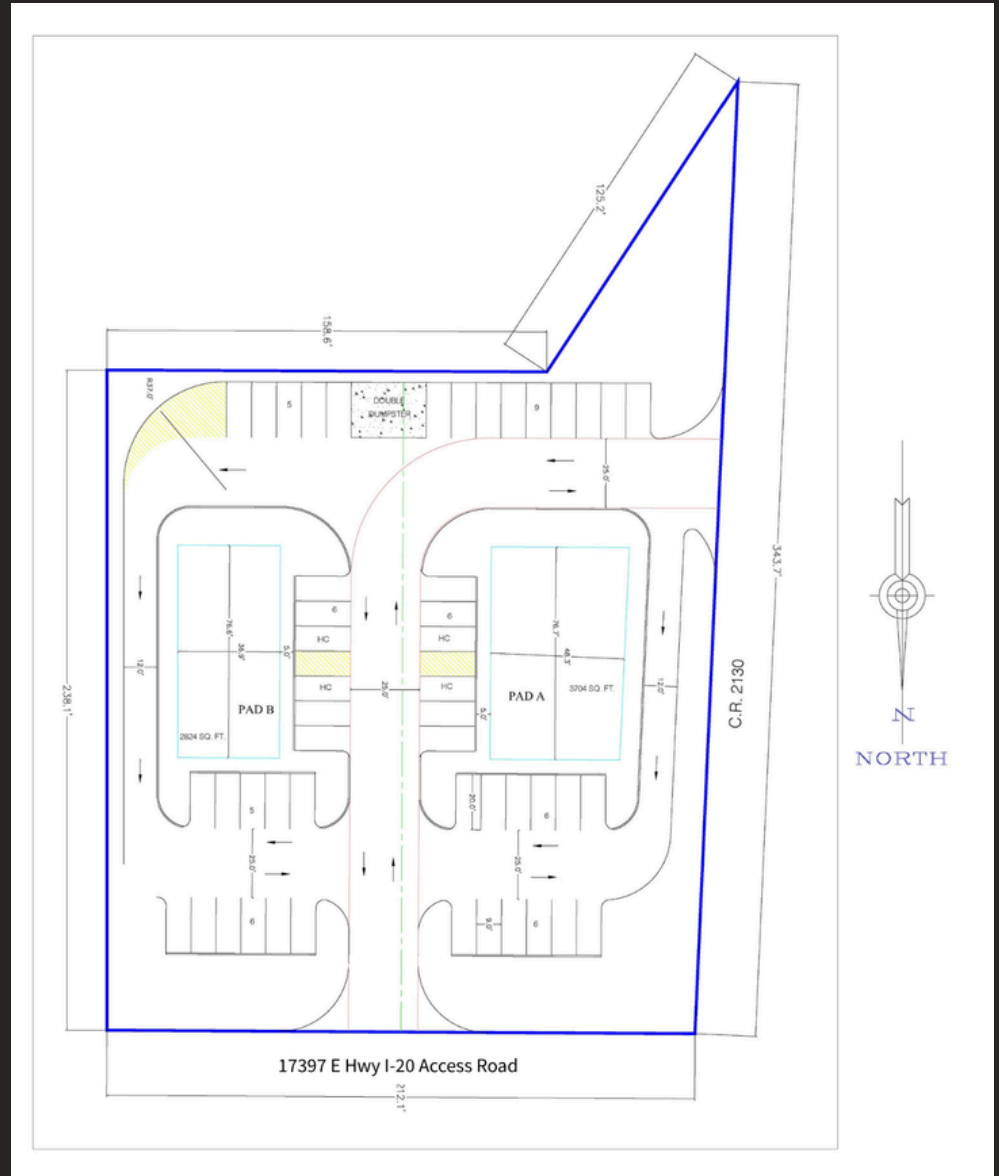 125.2'
158.6'
R37.0'
5
DOUBLE
DUMPSTER
9
25.0'
343.7'
76.6'
36.9'
5.0'
6
HC
HC
PAD B
2824 SQ. FT.
25.0'
6
HC
HC
76.7'
48.3'
PAD A
3704 SQ. FT.
5.0'
12.0'
12.0'
238.1'
C.R. 2130
N
NORTH
5
20.0'
6
25.0'
25.0'
6
9.0'
6
17397 E Hwy I-20 Access Road
212.1'